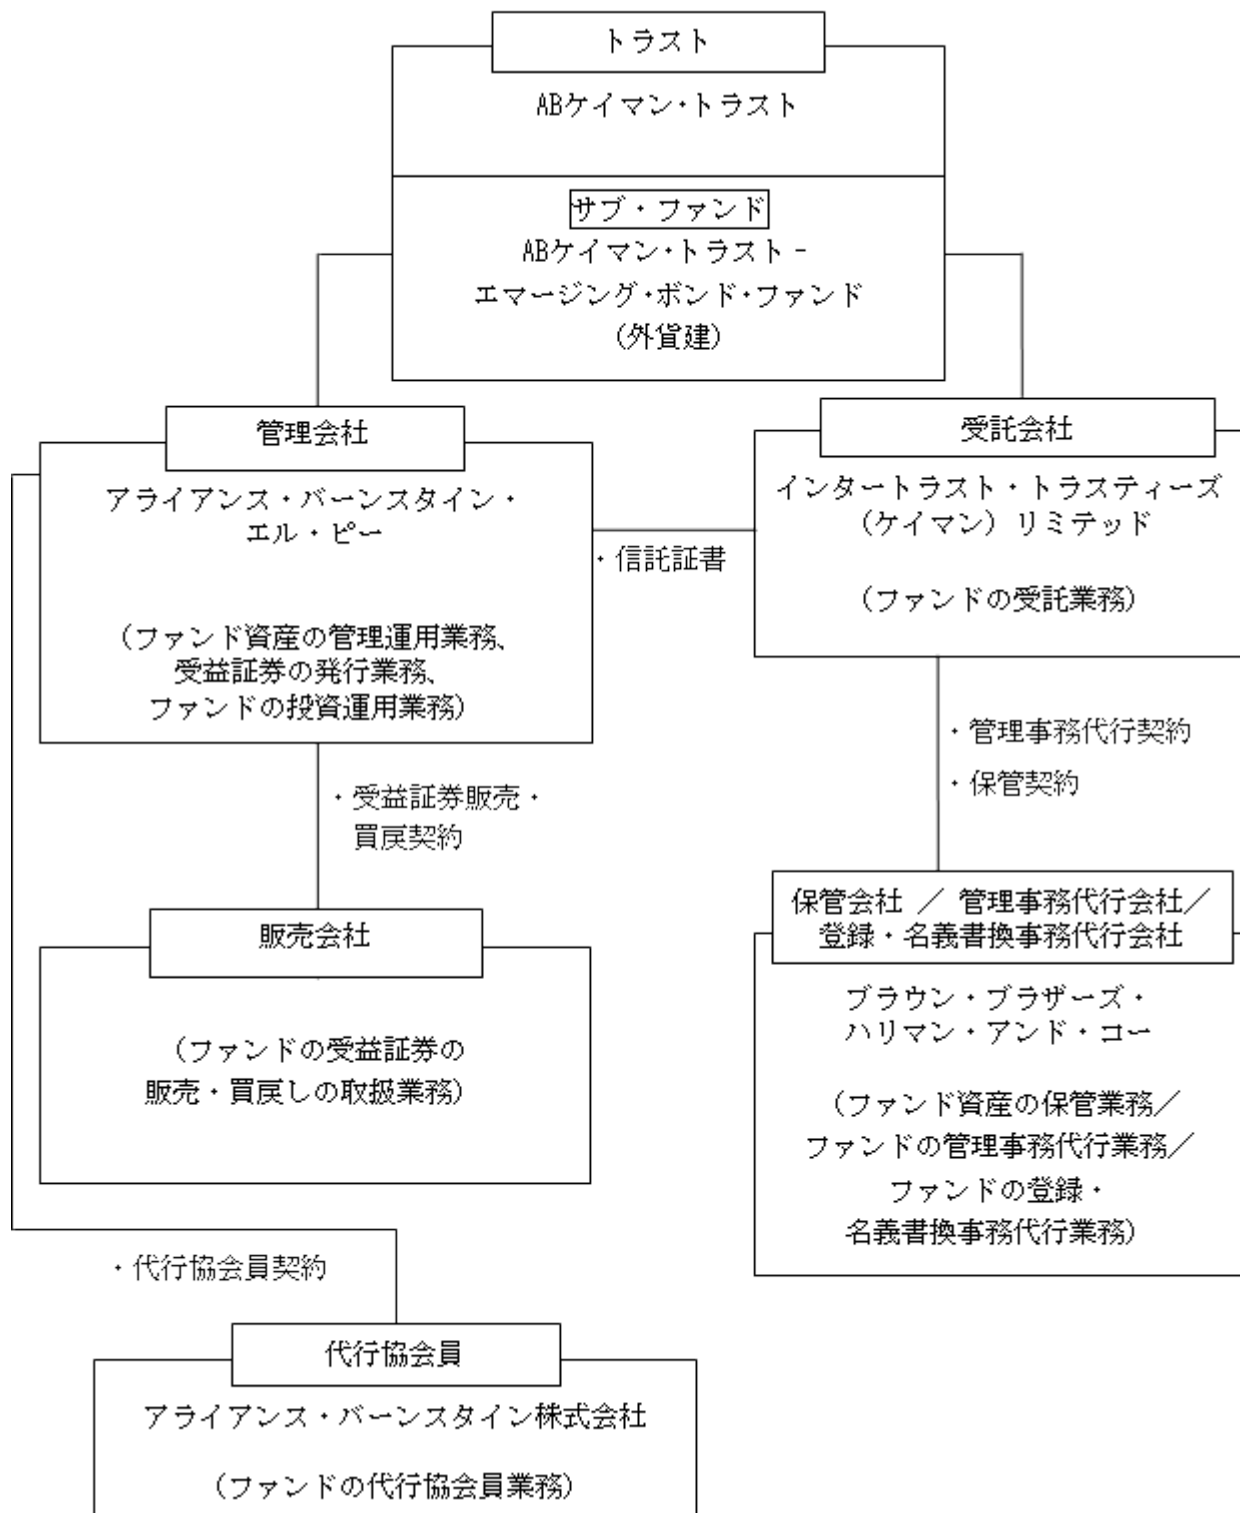 トラスト
ABケイマン・トラスト
サブ・ファンド
ABケイマン・トラスト－
エマージング・ボンド・ファンド
（外貨建）
管理会社
アライアンス・バーンスタイン・
エル・ピー
（ファンド資産の管理運用業務、
受益証券の発行業務、
ファンドの投資運用業務）
・信託証書
受託会社
インタートラスト・トラスティーズ
（ケイマン）リミテッド
（ファンドの受託業務）
・受益証券販売・
買戻契約
・管理事務代行契約
・保管契約
販売会社
（ファンドの受益証券の
販売・買戻しの取扱業務）
保管会社 ／ 管理事務代行会社／
登録・名義書換事務代行会社
ブラウン・ブラザーズ・
ハリマン・アンド・コー
（ファンド資産の保管業務／
ファンドの管理事務代行業務／
ファンドの登録・
名義書換事務代行業務）
・代行協会員契約
代行協会員
アライアンス・バーンスタイン株式会社
（ファンドの代行協会員業務）